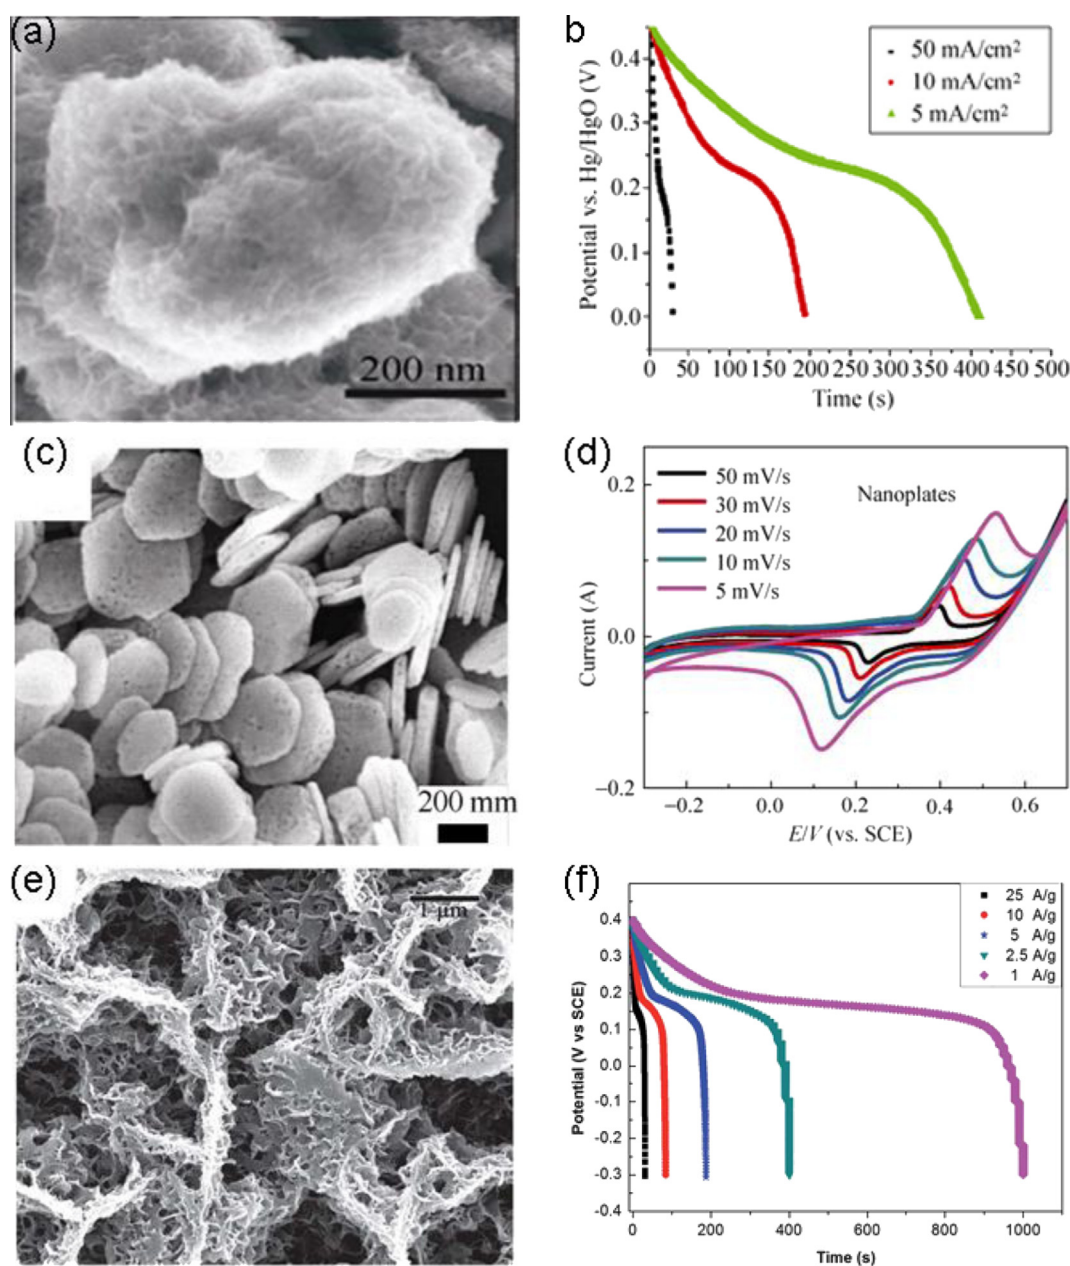 (a)
200 nm
b
50 mA/cm²
10 mA/cm²
5 mA/cm²
Potential vs. Hg/HgO (V)
0.4
0.3
0.2
0.1
0.0
0 50 100 150 200 250 300 350 400 450 500
Time (s)
(c)
200 mm
(d)
50 mV/s
30 mV/s
20 mV/s
10 mV/s
5 mV/s
Nanoplates
Current (A)
0.2
0.0
−0.2
−0.2 0.0 0.2 0.4 0.6
E/V (vs. SCE)
(e)
1 μm
(f)
25 A/g
10 A/g
5 A/g
2.5 A/g
1 A/g
Potential (V vs SCE)
0.4
0.3
0.2
0.1
0.0
-0.1
-0.2
-0.3
-0.4
0 200 400 600 800 1000
Time (s)